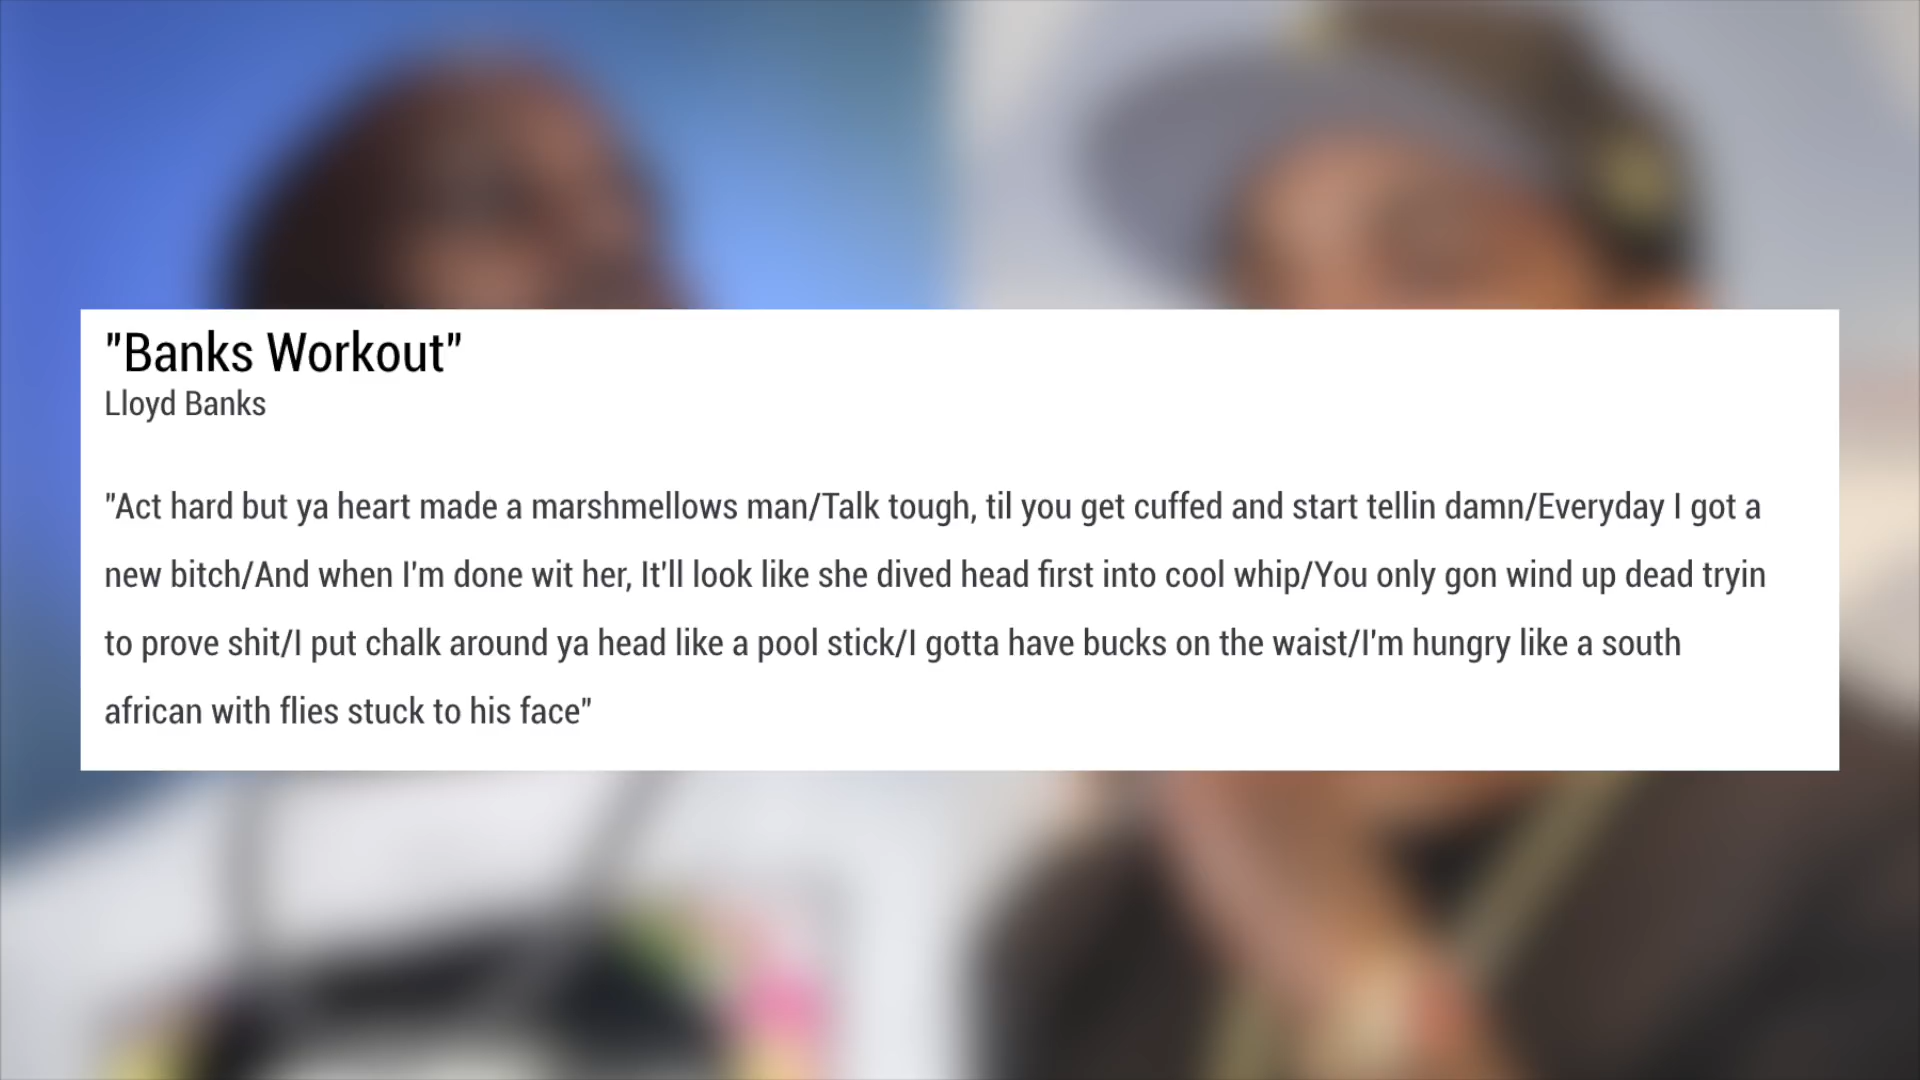 "Banks Workout"
Lloyd Banks
"Act hard but ya heart made a marshmellows man/Talk tough, til you get cuffed and start tellin damn/Everyday I got a
new bitch/And when I'm done wit her, It'll look like she dived head first into cool whip/You only gon wind up dead tryin
to prove shit/I put chalk around ya head like a pool stick/I gotta have bucks on the waist/I'm hungry like a south
african with flies stuck to his face"